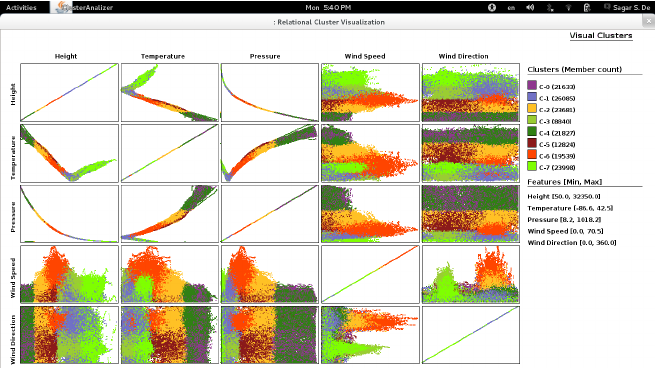 Activities ClusterAnalizer Mon 5:40 PM en Sagar S. De
: Relational Cluster Visualization
Visual Clusters
Height Temperature Pressure Wind Speed Wind Direction
Height
Temperature
Pressure
Wind Speed
Wind Direction
Clusters (Member count)
C-0 (21633)
C-1 (26085)
C-2 (23681)
C-3 (8840)
C-4 (21827)
C-5 (12824)
C-6 (19539)
C-7 (23998)
Features [Min, Max]
Height [50.0, 32350.0]
Temperature [-86.6, 42.5]
Pressure [8.2, 1018.2]
Wind Speed [0.0, 70.5]
Wind Direction [0.0, 360.0]